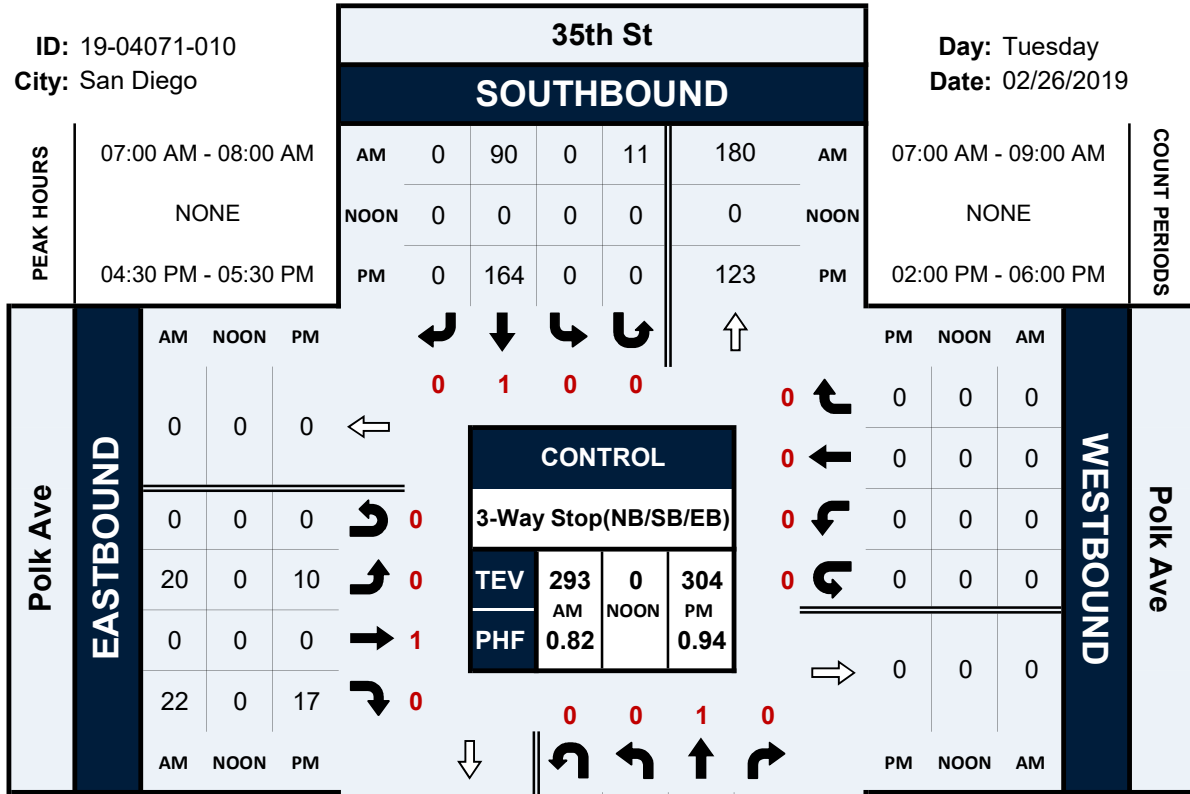 35th St
ID: 19-04071-010
Day: Tuesday
City: San Diego
Date: 02/26/2019
SOUTHBOUND
PEAK HOURS
07:00 AM - 08:00 AM
AM 0 90 0 11 180 AM
07:00 AM - 09:00 AM
COUNT PERIODS
NONE
NOON 0 0 0 0 0 NOON
NONE
04:30 PM - 05:30 PM
PM 0 164 0 0 123 PM
02:00 PM - 06:00 PM
Polk Ave
EASTBOUND
AM NOON PM
0 0 0
0 0 0 0
20 0 10 0
0 0 0 1
22 0 17 0
AM NOON PM
0 1 0 0
CONTROL
3-Way Stop(NB/SB/EB)
TEV 293 0 304
AM NOON PM
PHF 0.82 0.94
0 0 1 0
PM NOON AM
0 0 0 0
0 0 0 0
0 0 0 0
0 0 0 0
0 0 0
PM NOON AM
WESTBOUND
Polk Ave